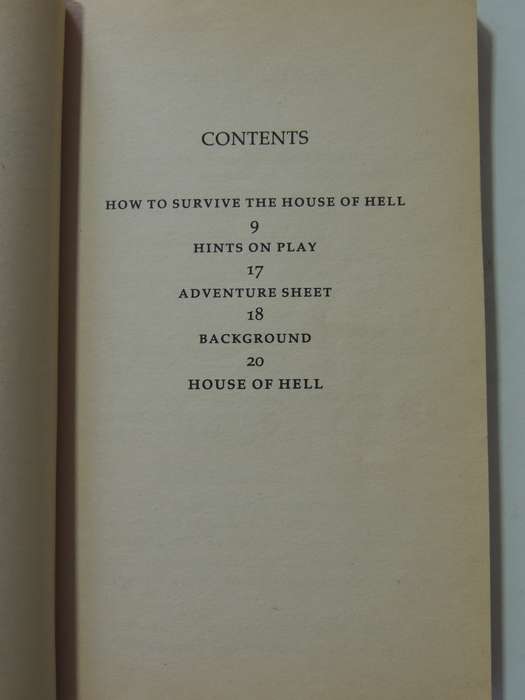 CONTENTS
HOW TO SURVIVE THE HOUSE OF HELL
9
HINTS ON PLAY
17
ADVENTURE SHEET
18
BACKGROUND
20
HOUSE OF HELL